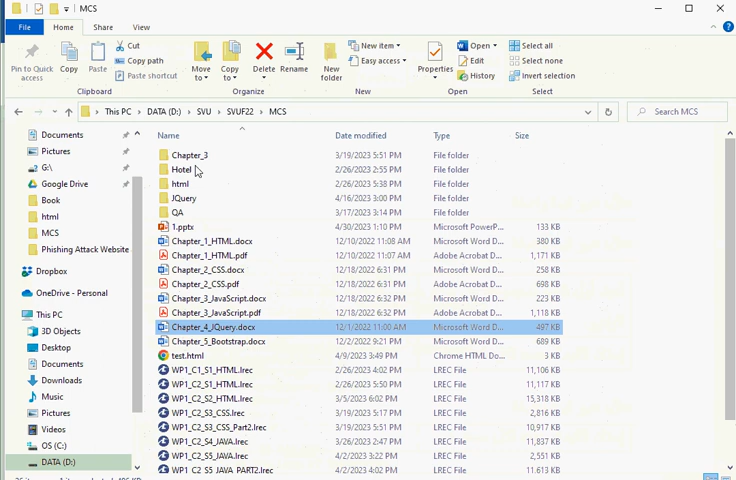 MCS
File Home Share View
Pin to Quick access
Copy
Paste
Cut
Copy path
Paste shortcut
Move to
Copy to
Delete
Rename
New folder
New item
Easy access
Properties
Open
Edit
History
Select all
Select none
Invert selection
Clipboard Organize New Open Select
This PC > DATA (D:) > SVU > SVUF22 > MCS
Search MCS
Documents
Pictures
G:\
Google Drive
Book
html
MCS
Phishing Attack Website
Dropbox
OneDrive - Personal
This PC
3D Objects
Desktop
Documents
Downloads
Music
Pictures
Videos
OS (C:)
DATA (D:)
Name Date modified Type Size
Chapter_3 3/19/2023 5:51 PM File folder
Hotel 2/26/2023 2:55 PM File folder
html 2/26/2023 5:38 PM File folder
JQuery 4/16/2023 3:00 PM File folder
QA 3/17/2023 3:14 PM File folder
1.pptx 4/30/2023 1:10 PM Microsoft PowerP... 133 KB
Chapter_1_HTML.docx 12/10/2022 11:08 AM Microsoft Word D... 380 KB
Chapter_1_HTML.pdf 12/10/2022 11:07 AM Adobe Acrobat D... 1,171 KB
Chapter_2_CSS.docx 12/18/2022 6:31 PM Microsoft Word D... 258 KB
Chapter_2_CSS.pdf 12/18/2022 6:31 PM Adobe Acrobat D... 698 KB
Chapter_3_JavaScript.docx 12/18/2022 6:32 PM Microsoft Word D... 223 KB
Chapter_3_JavaScript.pdf 12/18/2022 6:32 PM Adobe Acrobat D... 1,118 KB
Chapter_4_JQuery.docx 12/1/2022 11:00 AM Microsoft Word D... 497 KB
Chapter_5_Bootstrap.docx 12/2/2022 9:21 PM Microsoft Word D... 689 KB
test.html 4/9/2023 3:49 PM Chrome HTML Do... 3 KB
WP1_C1_S1_HTML.lrec 2/26/2023 4:02 PM LREC File 11,106 KB
WP1_C2_S1_HTML.lrec 2/26/2023 5:50 PM LREC File 11,117 KB
WP1_C2_S2_HTML.lrec 3/5/2023 6:02 PM LREC File 15,318 KB
WP1_C2_S3_CSS.lrec 3/19/2023 5:17 PM LREC File 2,816 KB
WP1_C2_S3_CSS_Part2.lrec 3/19/2023 5:51 PM LREC File 10,917 KB
WP1_C2_S4_JAVA.lrec 3/26/2023 2:47 PM LREC File 11,837 KB
WP1_C2_S5_JAVA.lrec 4/2/2023 3:22 PM LREC File 2,551 KB
WP1_C2_S5_JAVA_PART2.lrec 4/2/2023 4:02 PM LREC File 11,613 KB